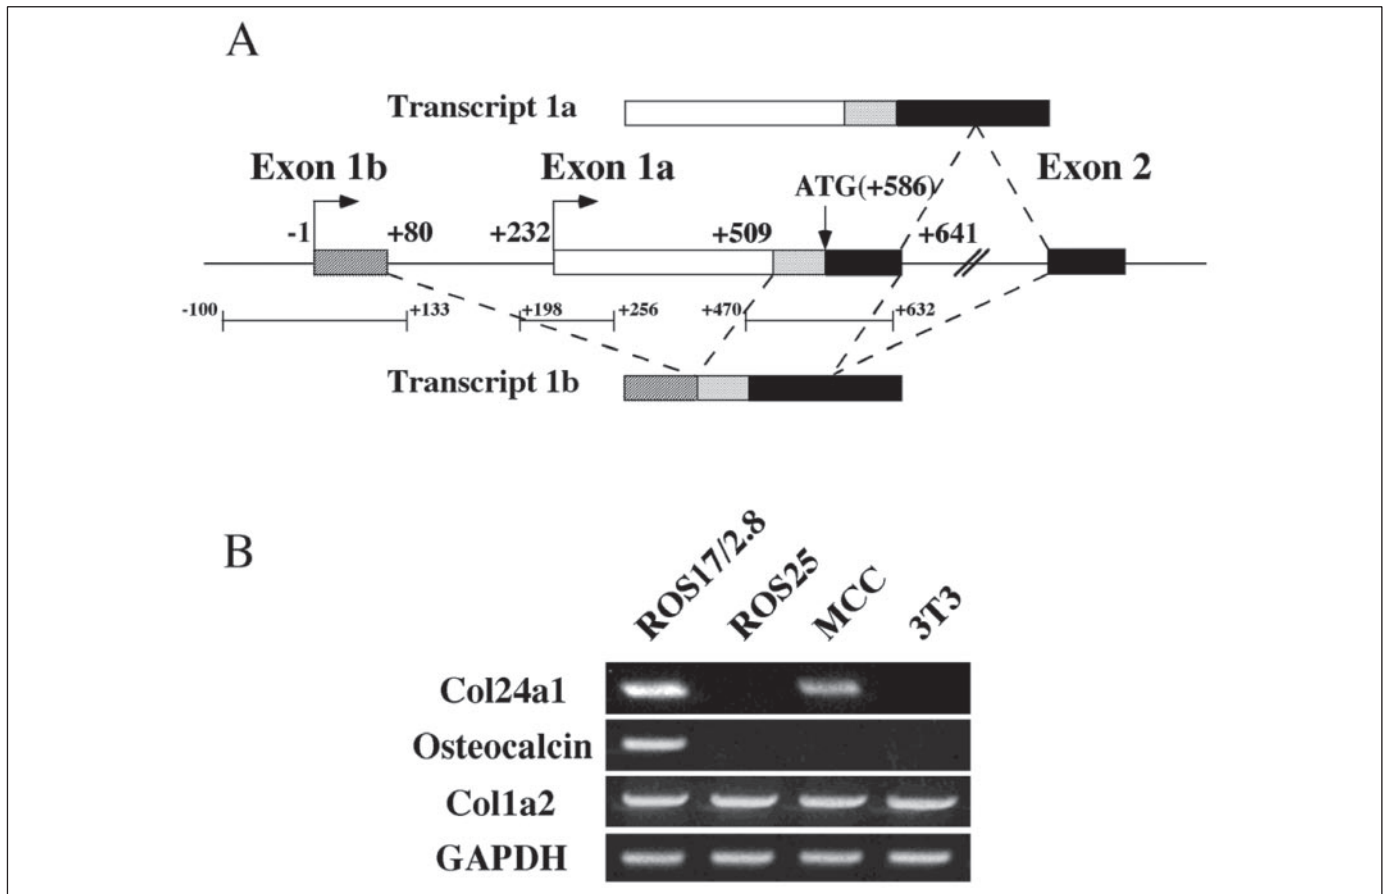 A
Transcript 1a
Exon 1b Exon 1a ATG(+586) Exon 2
-1 +80 +232 +509 +641
-100 +133 +198 +256 +470 +632
Transcript 1b
B
ROS17/2.8 ROS25 MCC 3T3
Col24a1
Osteocalcin
Col1a2
GAPDH